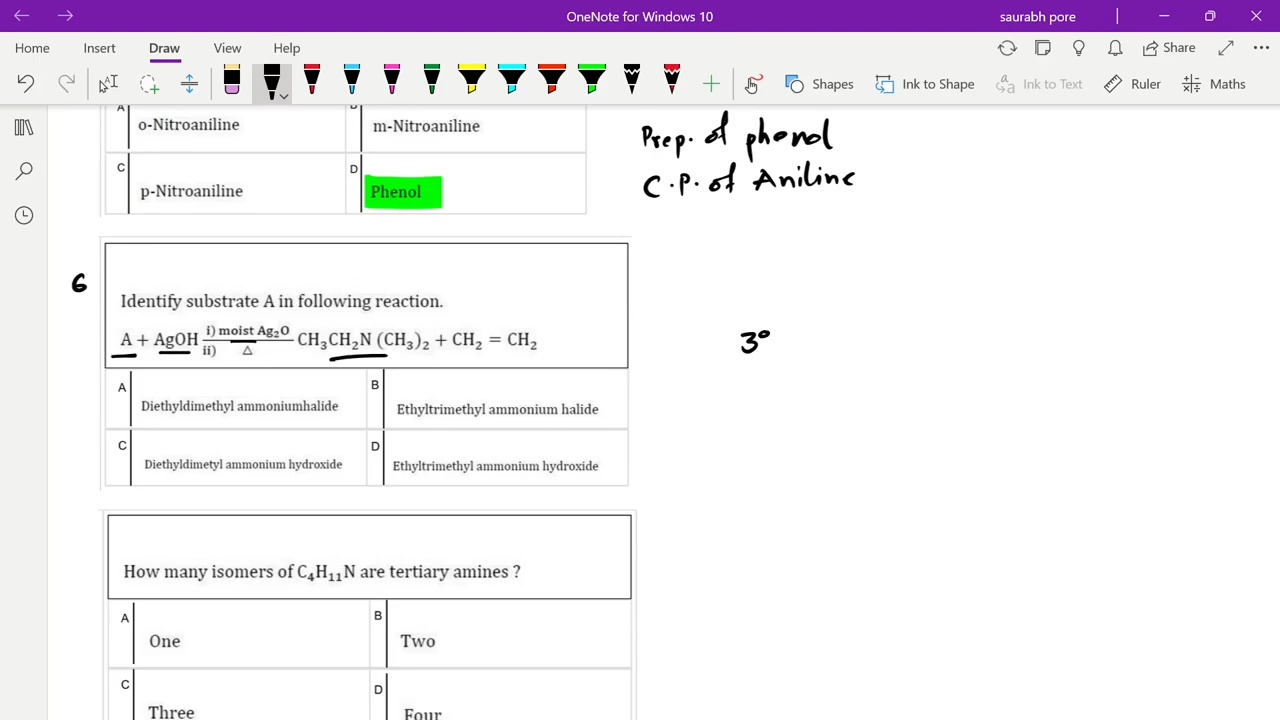 OneNote for Windows 10
saurabh pore
Home Insert Draw View Help
Share
Shapes
Ink to Shape
Ink to Text
Ruler
Maths
A
o-Nitroaniline
B
m-Nitroaniline
C
p-Nitroaniline
D
Phenol
Prep. of phenol
C.P. of Aniline
6
Identify substrate A in following reaction.
A + AgOH i) moist Ag₂O ii) △ CH₃CH₂N (CH₃)₂ + CH₂ = CH₂
3°
A
Diethyldimethyl ammoniumhalide
B
Ethyltrimethyl ammonium halide
C
Diethyldimetyl ammonium hydroxide
D
Ethyltrimethyl ammonium hydroxide
How many isomers of C₄H₁₁N are tertiary amines ?
A
One
B
Two
C
Three
D
Four